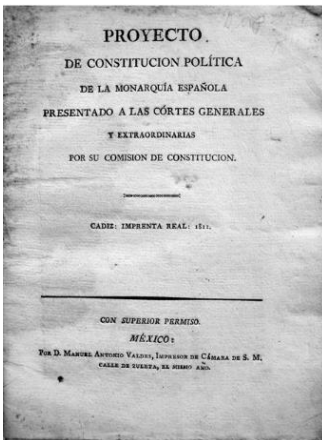 PROYECTO
DE CONSTITUCION POLÍTICA
DE LA MONARQUÍA ESPAÑOLA
PRESENTADO A LAS CÓRTES GENERALES
Y EXTRAORDINARIAS
POR SU COMISION DE CONSTITUCION.
CADIZ: IMPRENTA REAL: 1811.
CON SUPERIOR PERMISO.
MÉXICO:
POR D. MANUEL ANTONIO VALDES, IMPRESOR DE CÁMARA DE S. M.
CALLE DE ZULETA, EL MISMO AÑO.